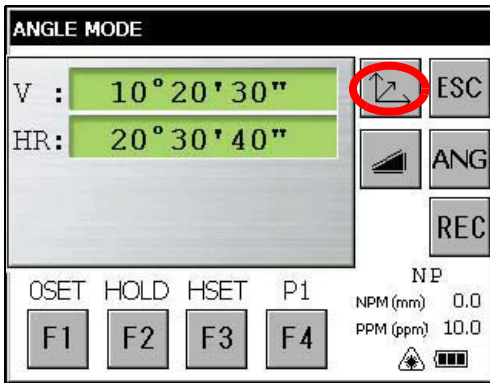 ANGLE MODE
V : 10°20'30"
HR: 20°30'40"
ESC
ANG
REC
0SET HOLD HSET P1
F1 F2 F3 F4
NP
NPM (mm) 0.0
PPM (ppm) 10.0